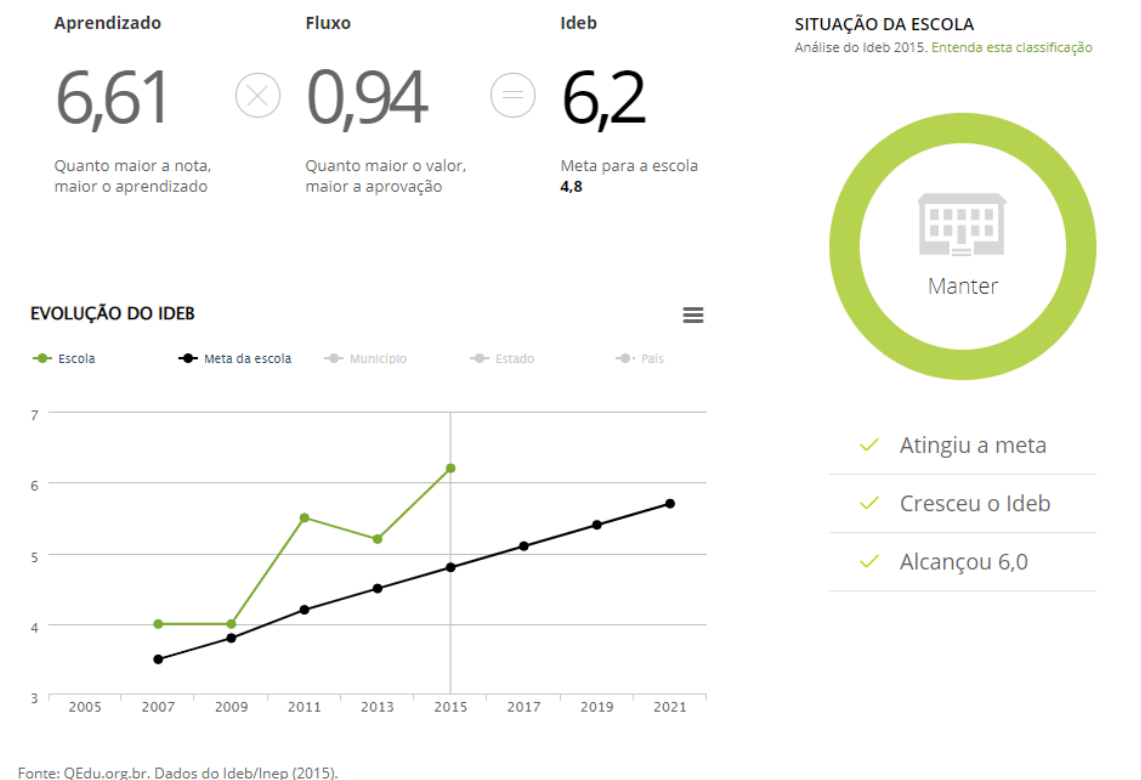 Aprendizado
Fluxo
Ideb
6,61
0,94
6,2
Quanto maior a nota,
maior o aprendizado
Quanto maior o valor,
maior a aprovação
Meta para a escola
4,8
SITUAÇÃO DA ESCOLA
Análise do Ideb 2015. Entenda esta classificação
Manter
Atingiu a meta
Cresceu o Ideb
Alcançou 6,0
EVOLUÇÃO DO IDEB
Escola
Meta da escola
Município
Estado
País
7
6
5
4
3
2005 2007 2009 2011 2013 2015 2017 2019 2021
Fonte: QEdu.org.br. Dados do Ideb/Inep (2015).